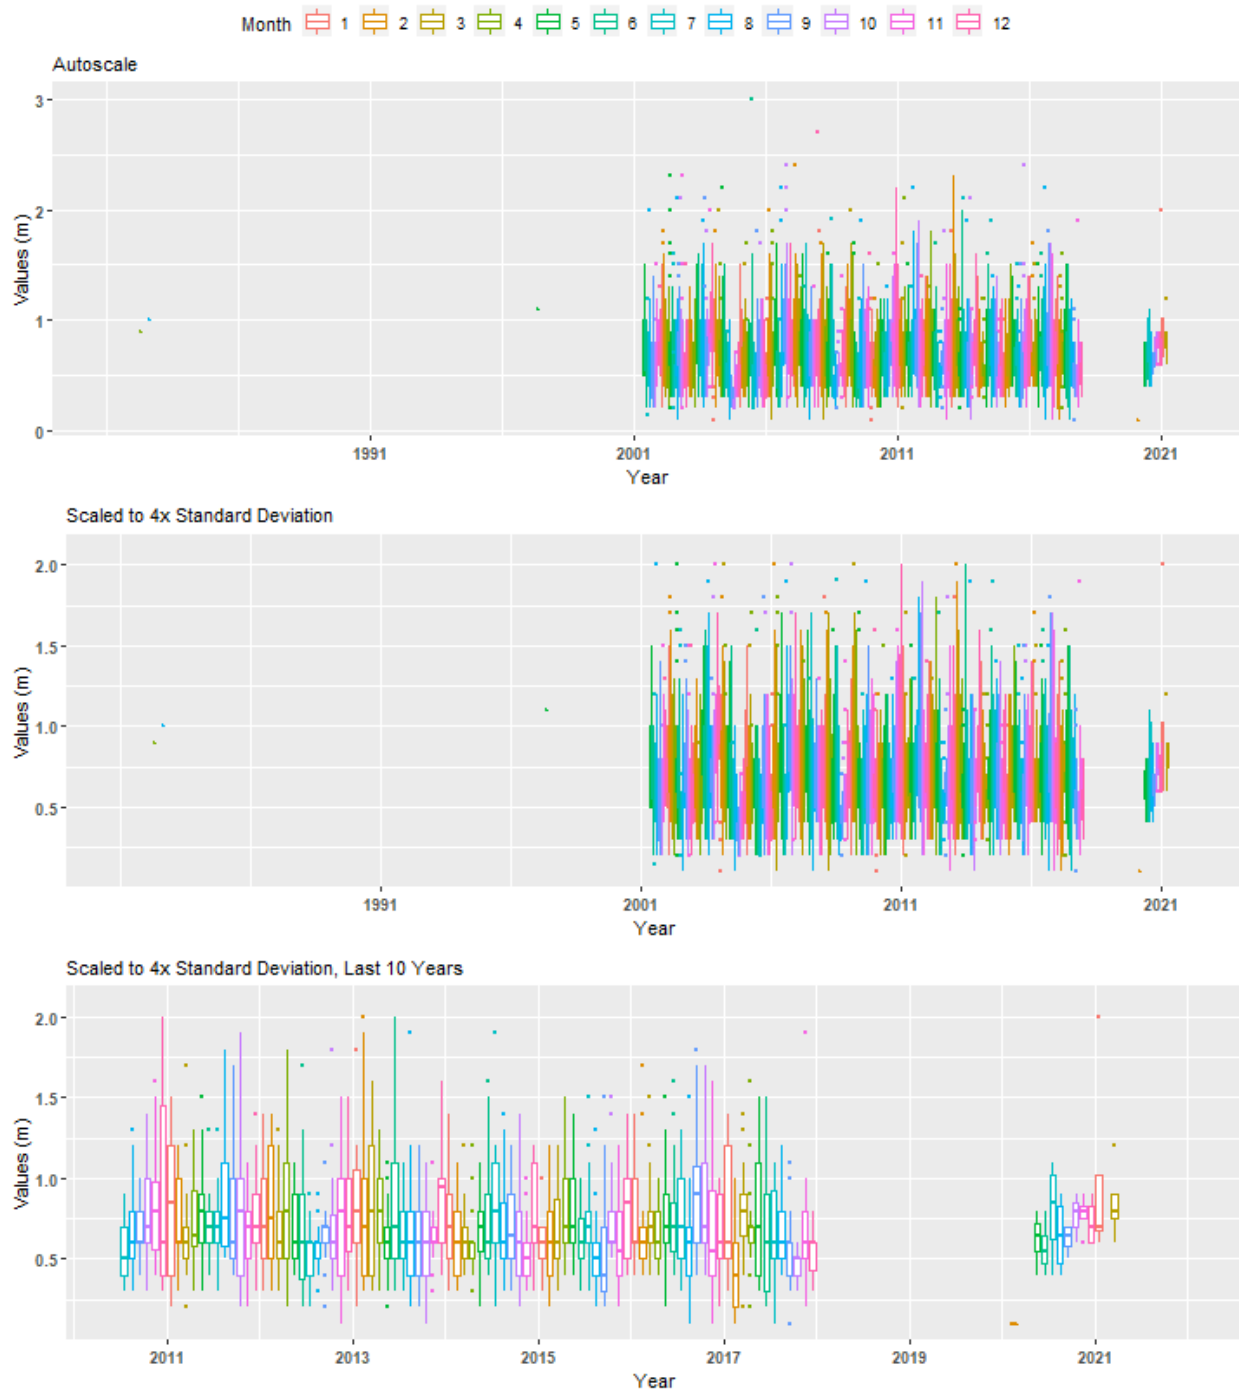 Month 1 2 3 4 5 6 7 8 9 10 11 12
Autoscale
3
2
1
0
Values (m)
1991 2001 2011 2021
Year
Scaled to 4x Standard Deviation
2.0
1.5
1.0
0.5
Values (m)
1991 2001 2011 2021
Year
Scaled to 4x Standard Deviation, Last 10 Years
2.0
1.5
1.0
0.5
Values (m)
2011 2013 2015 2017 2019 2021
Year